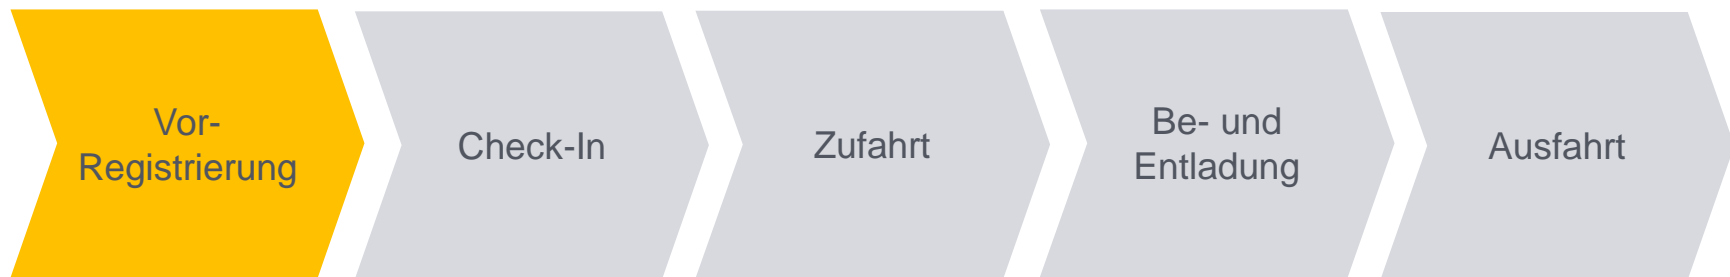 Vor-
Registrierung
Check-In
Zufahrt
Be- und
Entladung
Ausfahrt